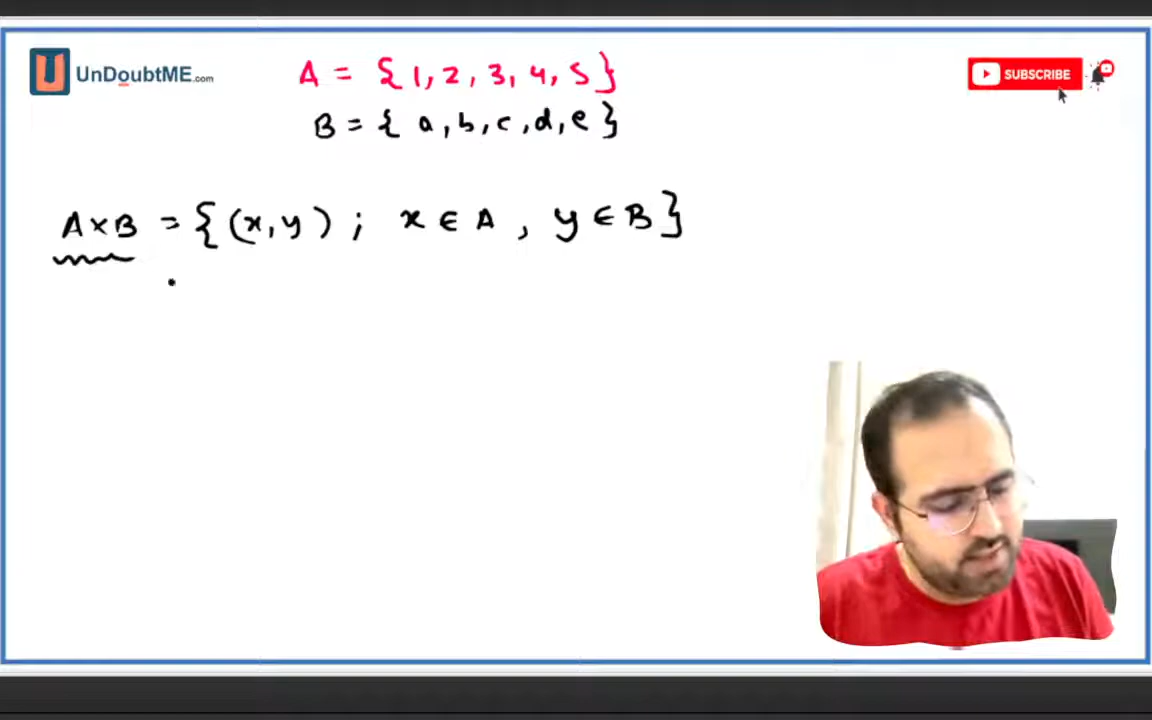 UnDoubtME.com
A = {1, 2, 3, 4, 5}
SUBSCRIBE
B = { a, b, c, d, e }
A×B = {(x, y) ; x ∈ A , y ∈ B}